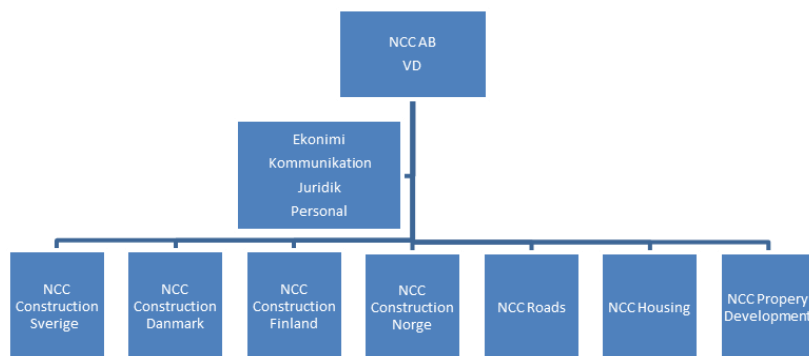 NCC AB
VD
Ekonimi
Kommunikation
Juridik
Personal
NCC
Construction
Sverige
NCC
Construction
Danmark
NCC
Construction
Finland
NCC
Construction
Norge
NCC Roads
NCC Housing
NCC Propery
Development